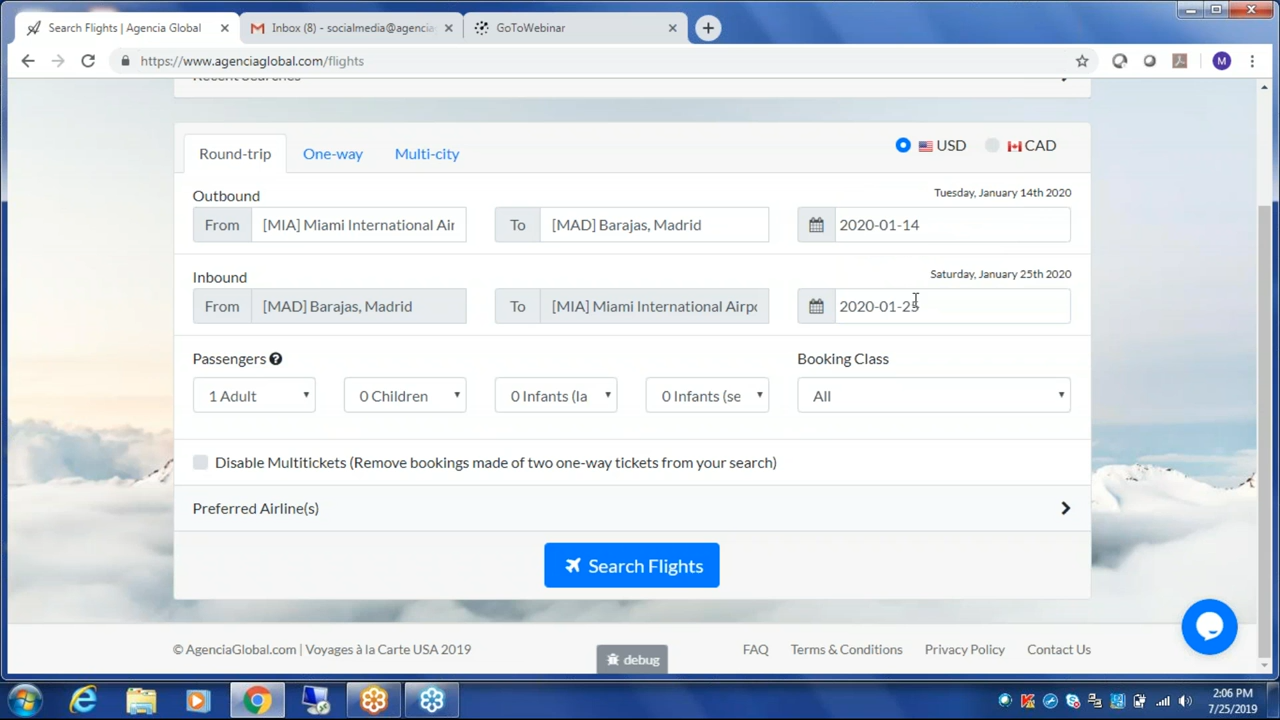 Search Flights | Agencia Global
Inbox (8) - socialmedia@agencia
GoToWebinar
https://www.agenciaglobal.com/flights
M
Recent Searches
Round-trip
One-way
Multi-city
USD
CAD
Outbound
Tuesday, January 14th 2020
From
[MIA] Miami International Air
To
[MAD] Barajas, Madrid
2020-01-14
Inbound
Saturday, January 25th 2020
From
[MAD] Barajas, Madrid
To
[MIA] Miami International Airpo
2020-01-25
Passengers
Booking Class
1 Adult
0 Children
0 Infants (la
0 Infants (se
All
Disable Multitickets (Remove bookings made of two one-way tickets from your search)
Preferred Airline(s)
Search Flights
© AgenciaGlobal.com | Voyages à la Carte USA 2019
debug
FAQ
Terms & Conditions
Privacy Policy
Contact Us
2:06 PM
7/25/2019